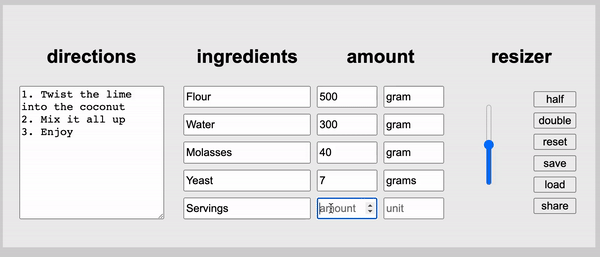 directions ingredients amount resizer
1. Twist the lime
into the coconut
2. Mix it all up
3. Enjoy
Flour 500 gram
Water 300 gram
Molasses 40 gram
Yeast 7 grams
Servings amount unit
half
double
reset
save
load
share